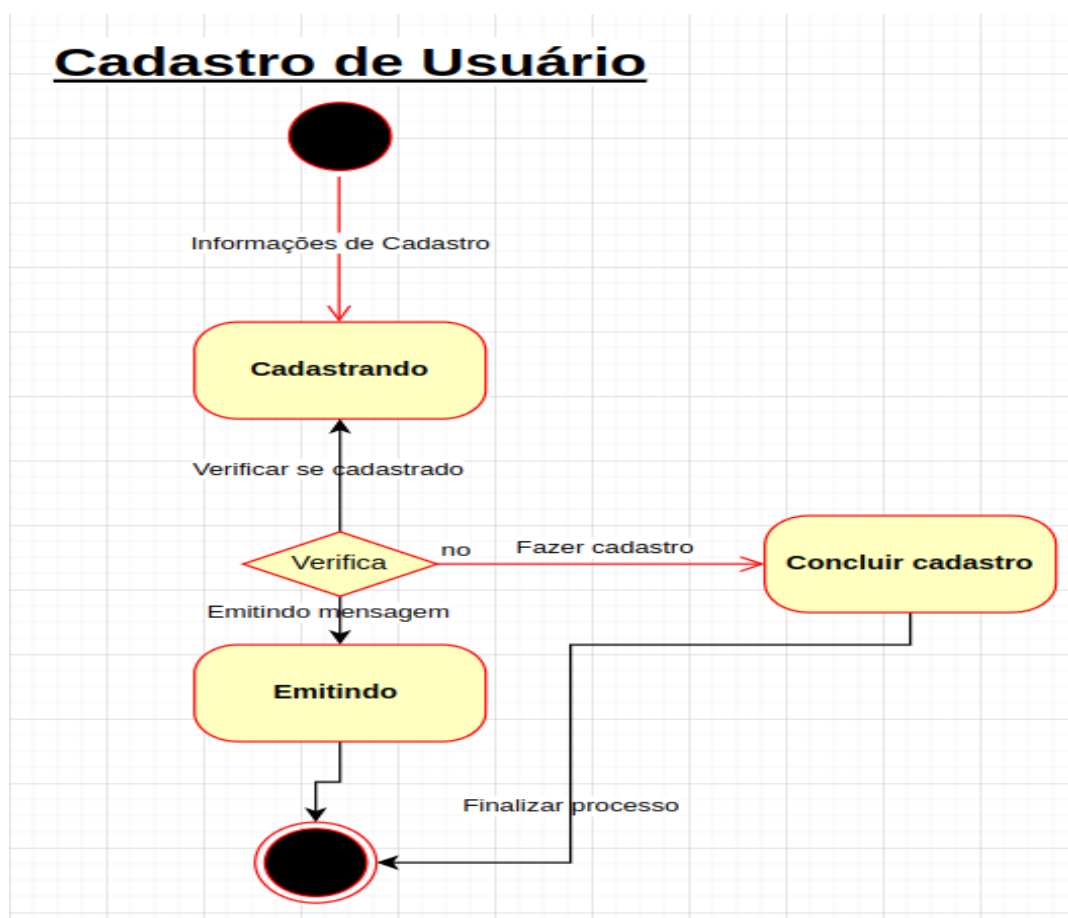 Cadastro de Usuário
Informações de Cadastro
Cadastrando
Verificar se cadastrado
Verifica
no
Fazer cadastro
Concluir cadastro
Emitindo mensagem
Emitindo
Finalizar processo